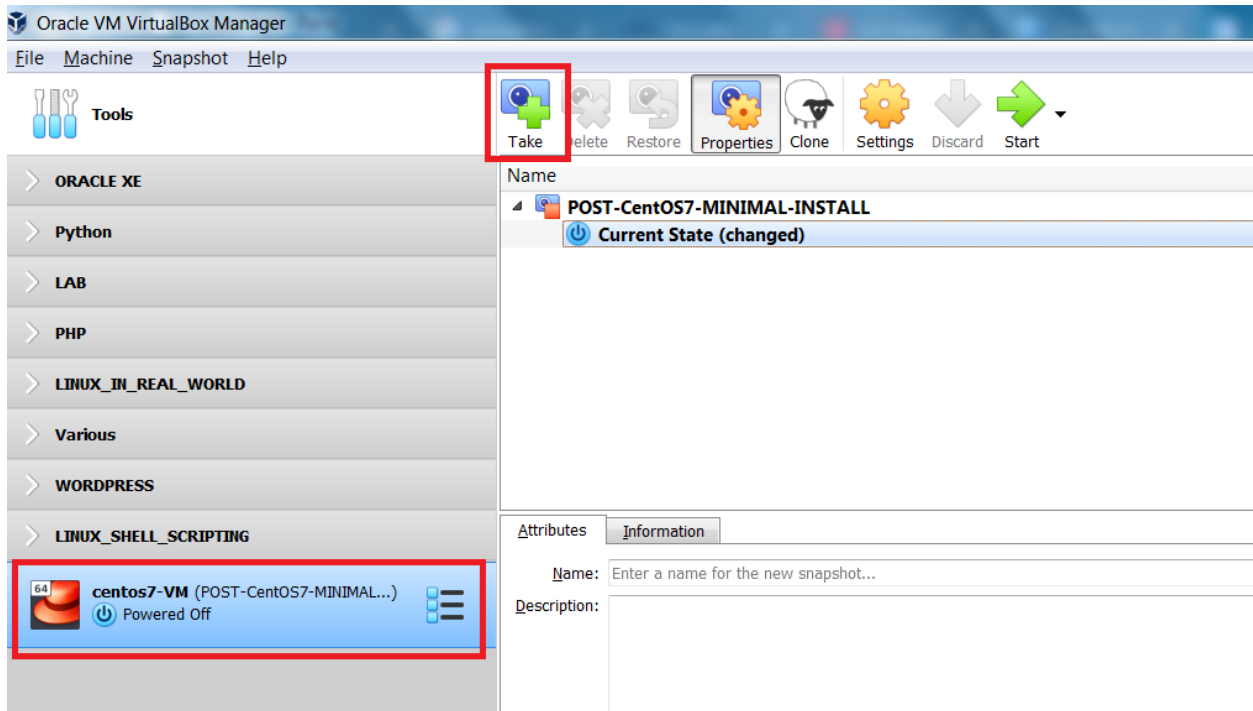 Oracle VM VirtualBox Manager
File Machine Snapshot Help
Tools
Take Delete Restore Properties Clone Settings Discard Start
ORACLE XE
Python
LAB
PHP
LINUX_IN_REAL_WORLD
Various
WORDPRESS
LINUX_SHELL_SCRIPTING
64
centos7-VM (POST-CentOS7-MINIMAL...)
Powered Off
Name
POST-CentOS7-MINIMAL-INSTALL
Current State (changed)
Attributes Information
Name: Enter a name for the new snapshot...
Description: